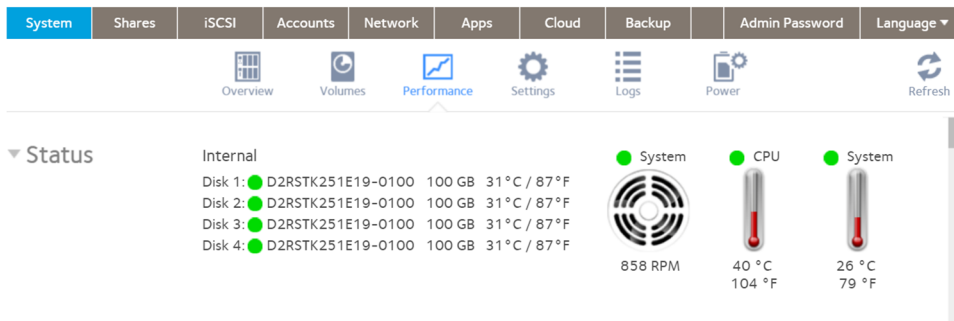 System Shares iSCSI Accounts Network Apps Cloud Backup Admin Password Language
Overview Volumes Performance Settings Logs Power Refresh
Status
Internal
Disk 1: D2RSTK251E19-0100 100 GB 31°C / 87°F
Disk 2: D2RSTK251E19-0100 100 GB 31°C / 87°F
Disk 3: D2RSTK251E19-0100 100 GB 31°C / 87°F
Disk 4: D2RSTK251E19-0100 100 GB 31°C / 87°F
System CPU System
858 RPM 40 °C 26 °C
104 °F 79 °F